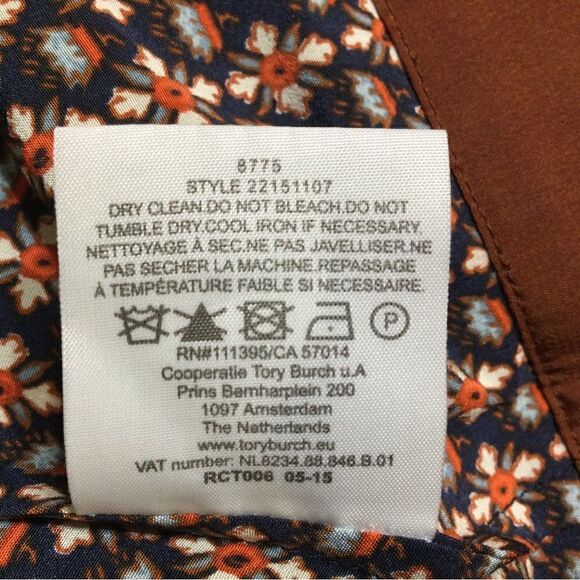 8775
STYLE 22151107
DRY CLEAN.DO NOT BLEACH.DO NOT
TUMBLE DRY.COOL IRON IF NECESSARY.
NETTOYAGE À SEC.NE PAS JAVELLISER.NE
PAS SECHER LA MACHINE.REPASSAGE
À TEMPÉRATURE FAIBLE SI NECESSAIRE.
P
RN#111395/CA 57014
Cooperatie Tory Burch u.A
Prins Bernharplein 200
1097 Amsterdam
The Netherlands
www.toryburch.eu
VAT number: NL8234.88.846.B.01
RCT006 05-15